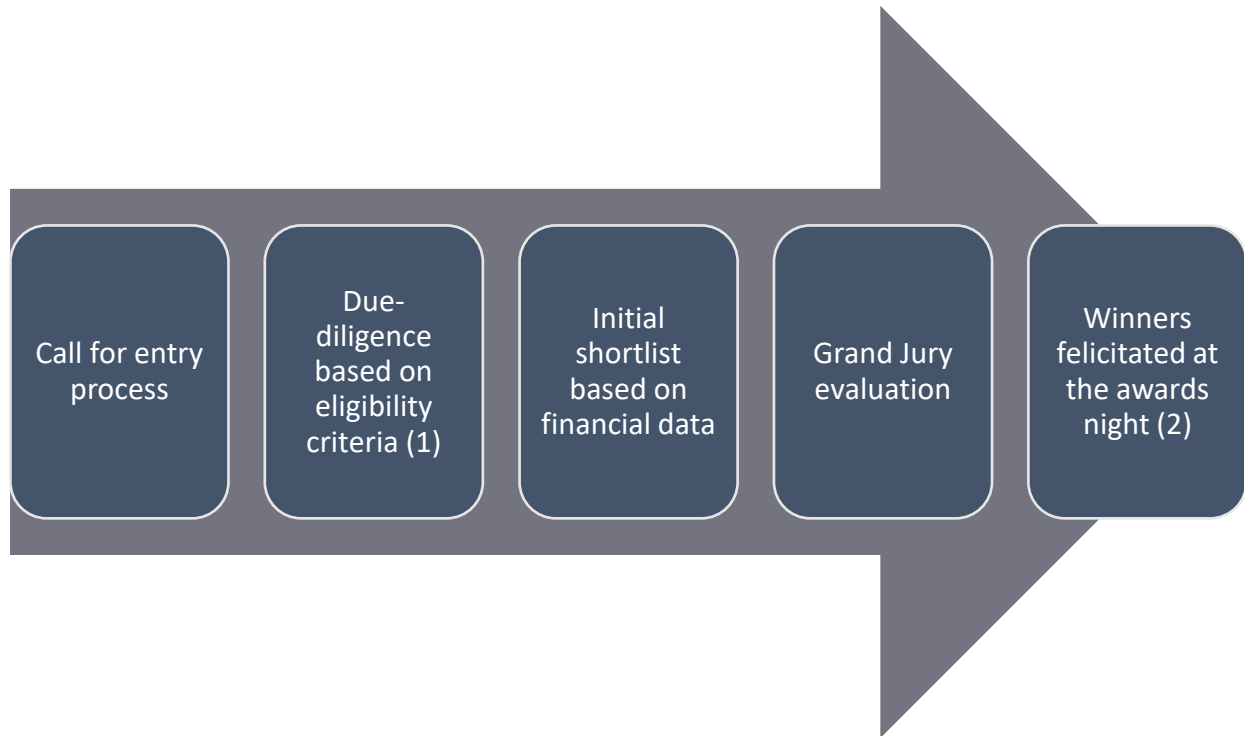 Call for entry
process
Due-
diligence
based on
eligibility
criteria (1)
Initial
shortlist
based on
financial data
Grand Jury
evaluation
Winners
felicitated at
the awards
night (2)